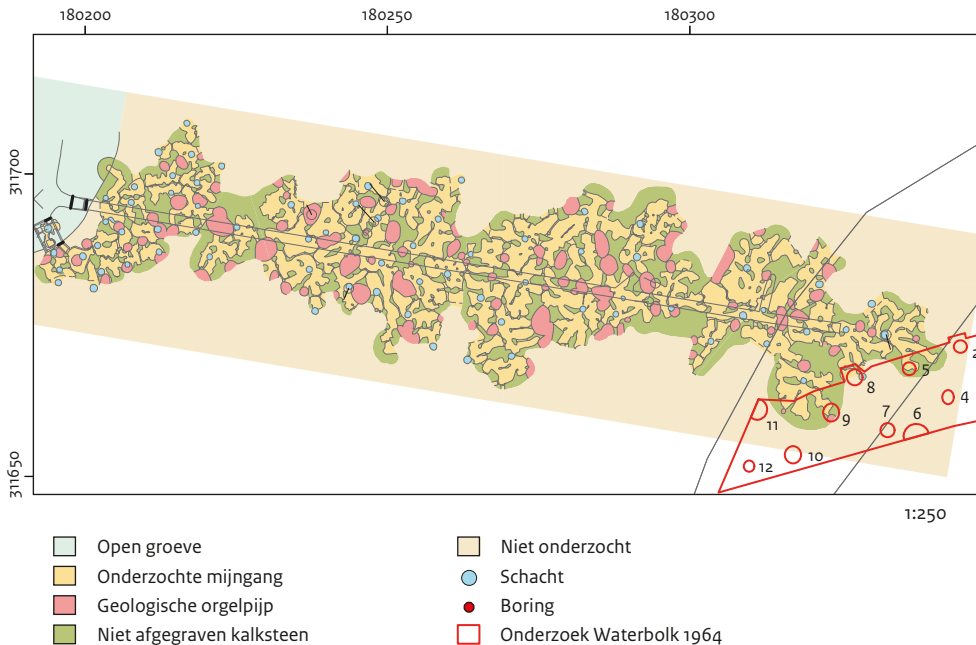 180200 180250 180300
311700
311650
2
5
8
4
11
9
7
6
10
12
1:250
Open groeve
Onderzochte mijngang
Geologische orgelpijp
Niet afgegraven kalksteen
Niet onderzocht
Schacht
Boring
Onderzoek Waterbolk 1964